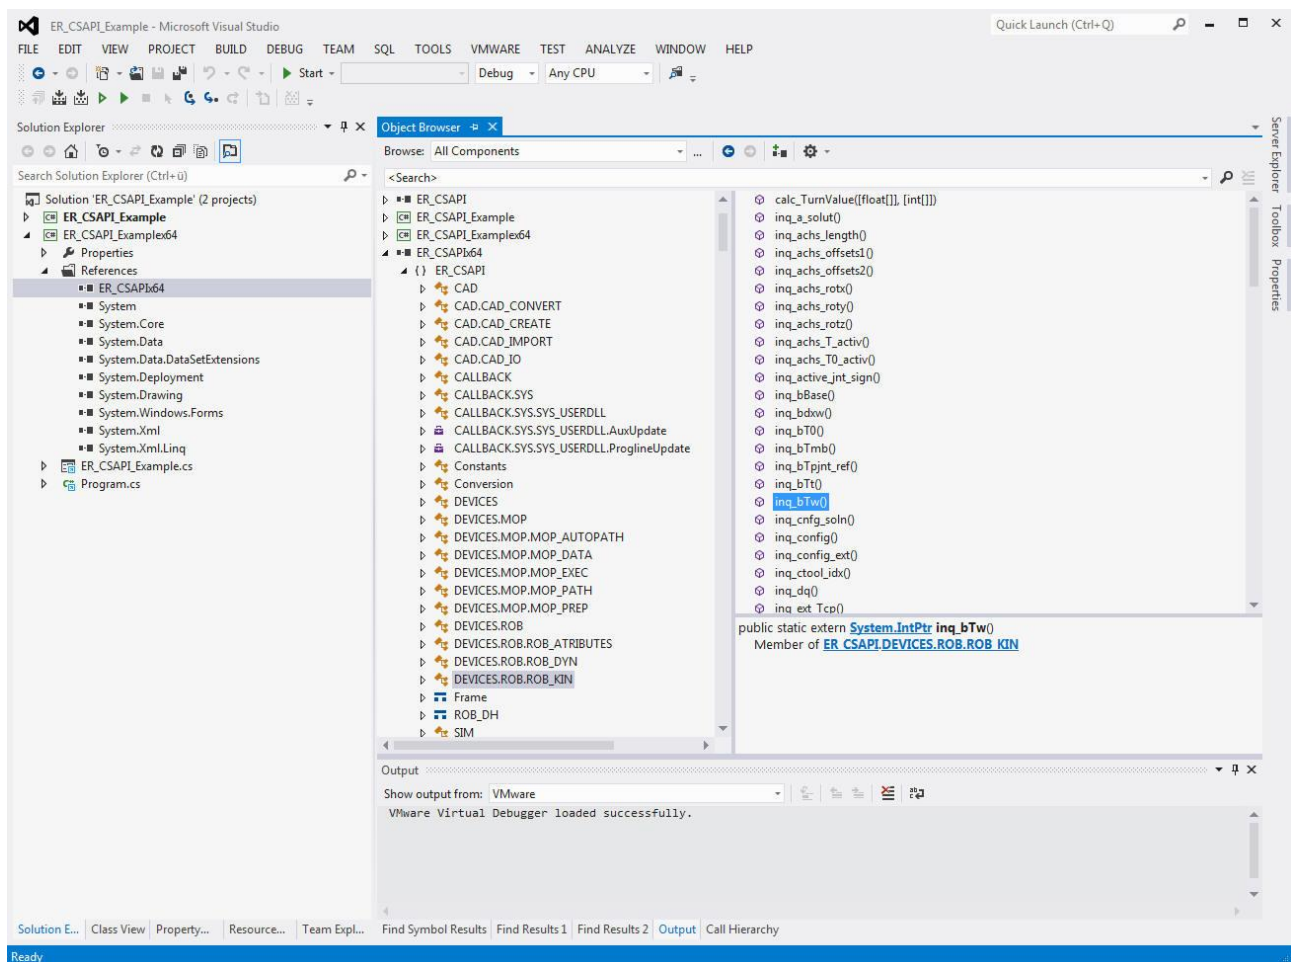 ER_CSAPI_Example - Microsoft Visual Studio
Quick Launch (Ctrl+Q)
FILE EDIT VIEW PROJECT BUILD DEBUG TEAM SQL TOOLS VMWARE TEST ANALYZE WINDOW HELP
Start
Debug
Any CPU
Solution Explorer
Search Solution Explorer (Ctrl+ü)
Solution 'ER_CSAPI_Example' (2 projects)
ER_CSAPI_Example
ER_CSAPI_Examplex64
Properties
References
ER_CSAPIx64
System
System.Core
System.Data
System.Data.DataSetExtensions
System.Deployment
System.Drawing
System.Windows.Forms
System.Xml
System.Xml.Linq
ER_CSAPI_Example.cs
Program.cs
Object Browser
Browse: All Components
...
<Search>
ER_CSAPI
ER_CSAPI_Example
ER_CSAPI_Examplex64
ER_CSAPIx64
{} ER_CSAPI
CAD
CAD.CAD_CONVERT
CAD.CAD_CREATE
CAD.CAD_IMPORT
CAD.CAD_IO
CALLBACK
CALLBACK.SYS
CALLBACK.SYS.SYS_USERDLL
CALLBACK.SYS.SYS_USERDLL.AuxUpdate
CALLBACK.SYS.SYS_USERDLL.ProglineUpdate
Constants
Conversion
DEVICES
DEVICES.MOP
DEVICES.MOP.MOP_AUTOPATH
DEVICES.MOP.MOP_DATA
DEVICES.MOP.MOP_EXEC
DEVICES.MOP.MOP_PATH
DEVICES.MOP.MOP_PREP
DEVICES.ROB
DEVICES.ROB.ROB_ATRIBUTES
DEVICES.ROB.ROB_DYN
DEVICES.ROB.ROB_KIN
Frame
ROB_DH
SIM
calc_TurnValue([float[]], [int[]])
inq_a_solut()
inq_achs_length()
inq_achs_offsets1()
inq_achs_offsets2()
inq_achs_rotx()
inq_achs_roty()
inq_achs_rotz()
inq_achs_T_activ()
inq_achs_T0_activ()
inq_active_jnt_sign()
inq_bBase()
inq_bdxw()
inq_bT0()
inq_bTmb()
inq_bTpjnt_ref()
inq_bTt()
inq_bTw()
inq_cnfg_soln()
inq_config()
inq_config_ext()
inq_ctool_idx()
inq_dq()
inq_ext_Tcp()
public static extern System.IntPtr inq_bTw()
Member of ER_CSAPI.DEVICES.ROB.ROB_KIN
Server Explorer
Toolbox
Properties
Output
Show output from: VMware
VMware Virtual Debugger loaded successfully.
Solution E... Class View Property... Resource... Team Expl...
Find Symbol Results Find Results 1 Find Results 2 Output Call Hierarchy
Ready